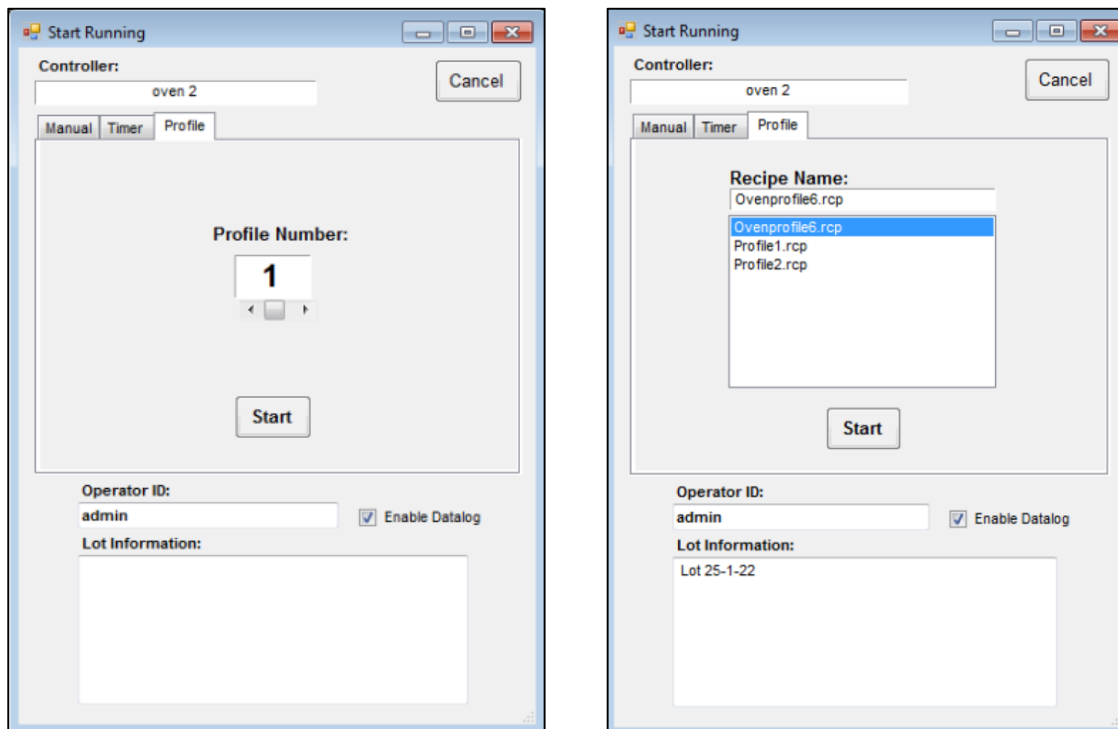 Start Running
Controller:
Cancel
oven 2
Manual Timer Profile
Profile Number:
1
Start
Operator ID:
admin
Enable Datalog
Lot Information:
Start Running
Controller:
Cancel
oven 2
Manual Timer Profile
Recipe Name:
Ovenprofile6.rcp
Ovenprofile6.rcp
Profile1.rcp
Profile2.rcp
Start
Operator ID:
admin
Enable Datalog
Lot Information:
Lot 25-1-22